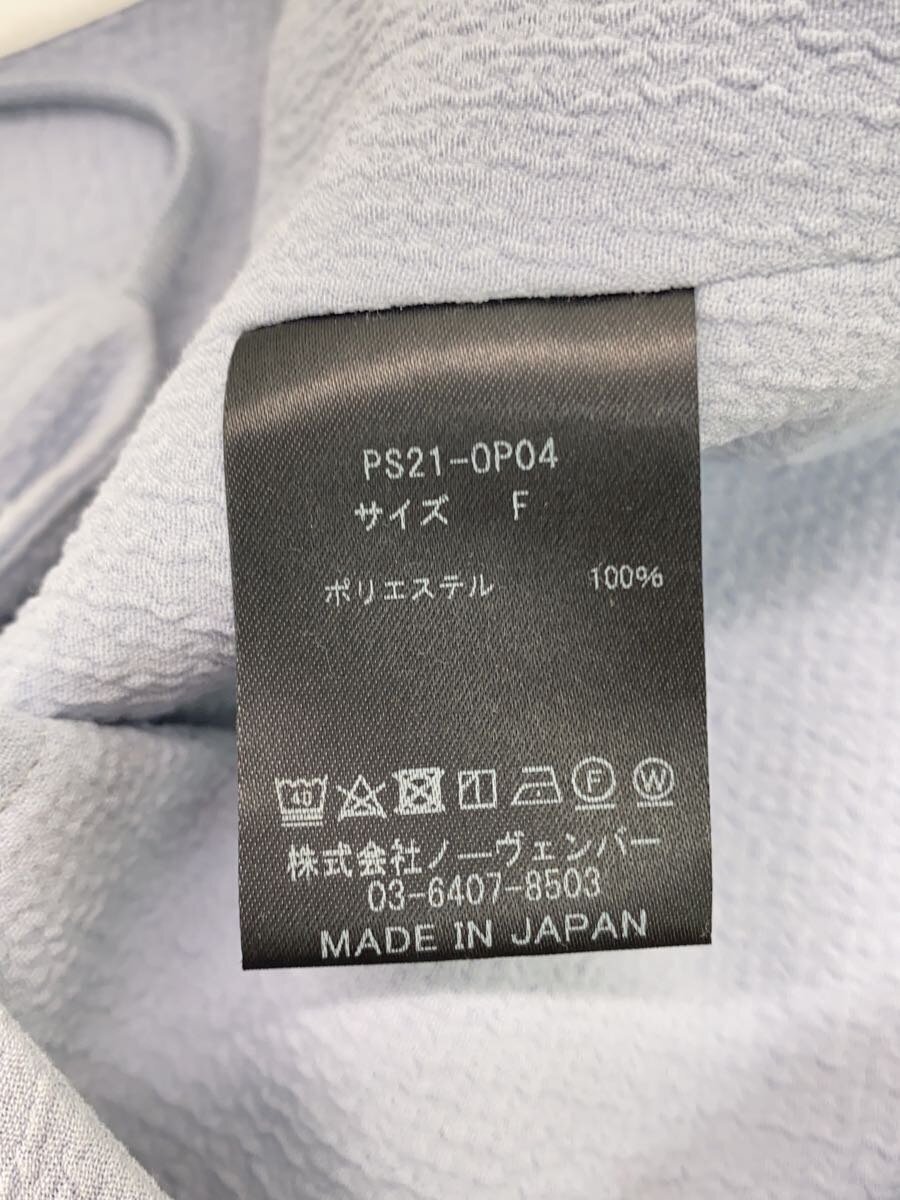 PS21-OP04
サイズ F
ポリエステル 100%
40 F W
株式会社ノーヴェンバー
03-6407-8503
MADE IN JAPAN